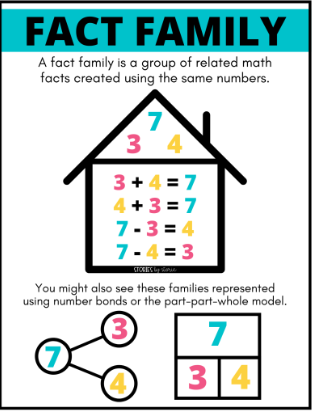 FACT FAMILY
A fact family is a group of related math
facts created using the same numbers.
7
3 4
3 + 4 = 7
4 + 3 = 7
7 - 3 = 4
7 - 4 = 3
STORIES by storie
You might also see these families represented
using number bonds or the part-part-whole model.
3
7
4
7
3 4